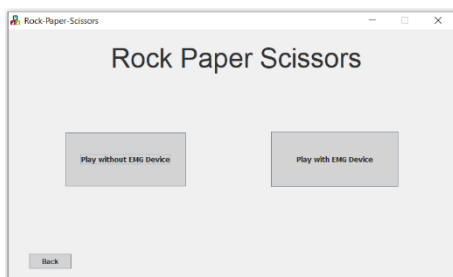 Rock-Paper-Scissors
Rock Paper Scissors
Play without EMG Device
Play with EMG Device
Back